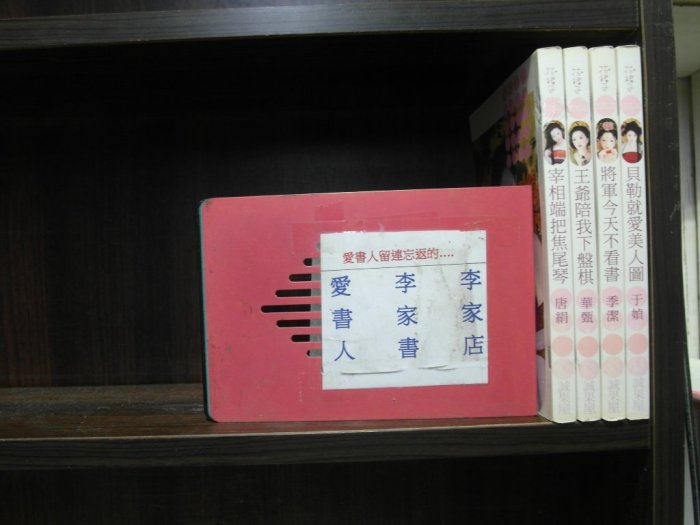 愛書人留連忘返的....
愛書人
李家書
李家店
宰相端把焦尾琴
唐絹
王爺陪我下盤棋
華甄
將軍今天不看書
季潔
貝勒就愛美人圖
于媜